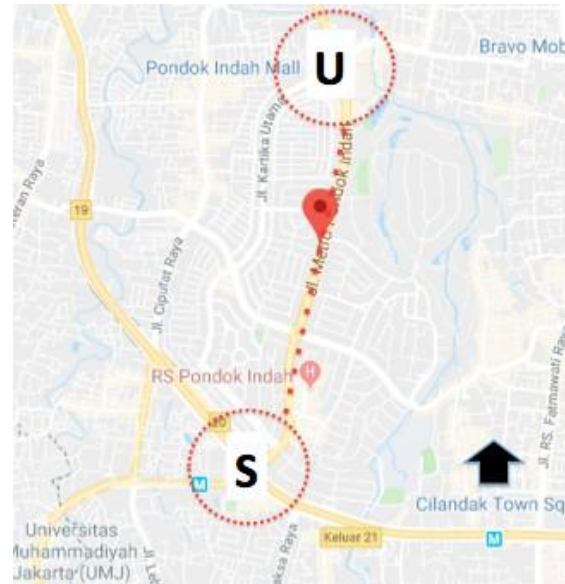 Bravo Mob
Pondok Indah Mall
U
Jl. Kartika Utama
Jl. Metro Pondok Indah
19
Jl. Ciputat Raya
RS Pondok Indah
H
Jl. RS. Fatmawati Raya
S
M
Cilandak Town Sq
Universitas
Muhammadiyah
Jakarta (UMJ)
Keluar 21
M